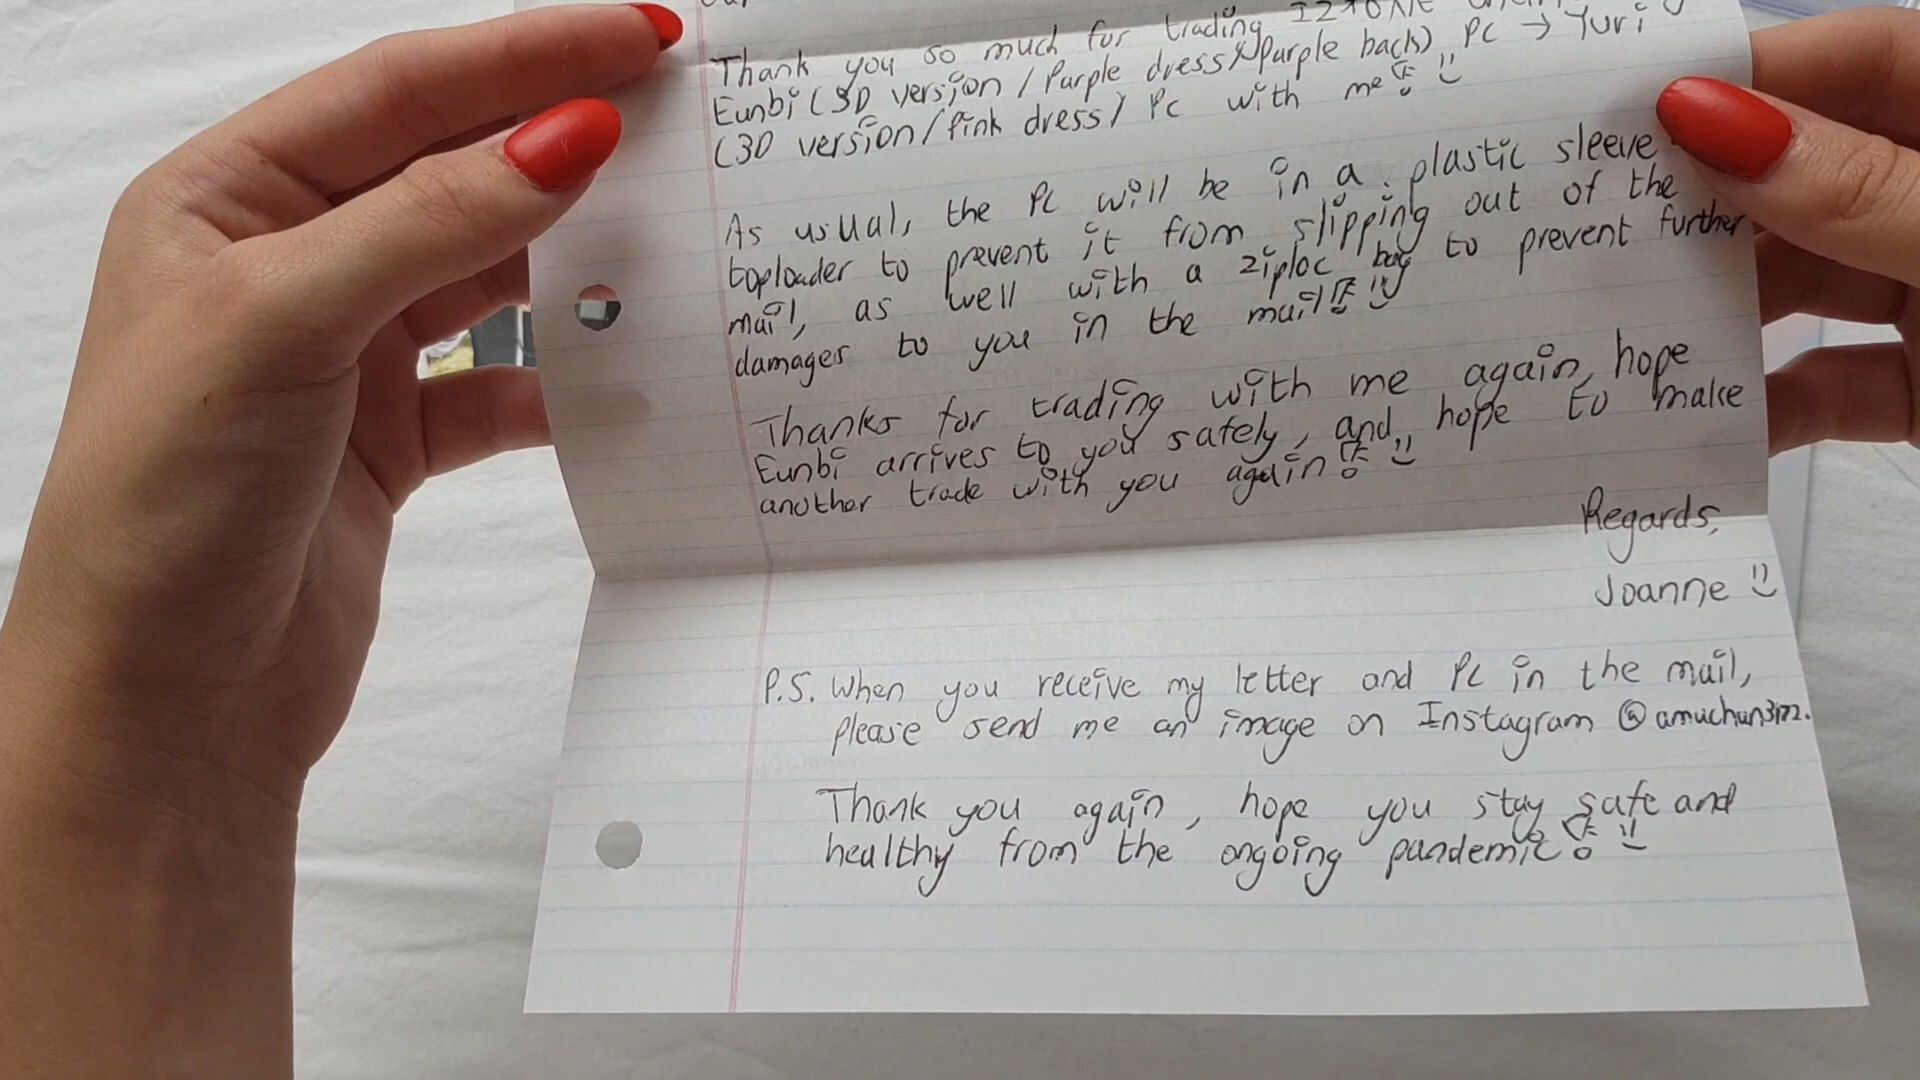 Thank you so much for trading IZ*ONE
Eunbi (3D version / Purple dress / purple back) PC → Yuri
(3D version / Pink dress) PC with me! :)
As usual, the PC will be in a plastic sleeve
toploader to prevent it from slipping out of the
mail, as well with a ziploc bag to prevent further
damages to you in the mail! :)
Thanks for trading with me again, hope
Eunbi arrives to you safely, and hope to make
another trade with you again! :)
Regards,
Joanne :)
P.S. When you receive my letter and PC in the mail,
please send me an image on Instagram
Thank you again, hope you stay safe and
healthy from the ongoing pandemic! :)